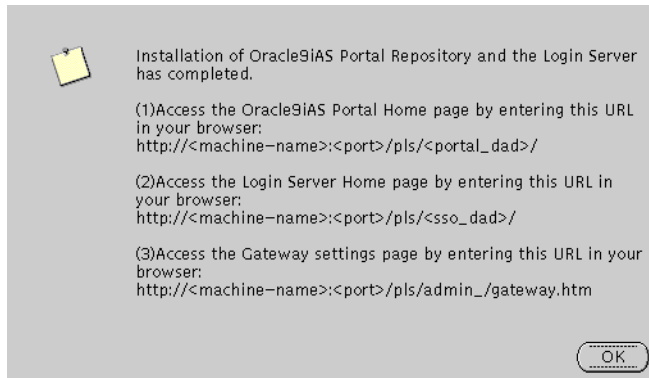 Installation of Oracle9iAS Portal Repository and the Login Server
has completed.
(1)Access the Oracle9iAS Portal Home page by entering this URL
in your browser:
http://<machine-name>:<port>/pls/<portal_dad>/
(2)Access the Login Server Home page by entering this URL in
your browser:
http://<machine-name>:<port>/pls/<sso_dad>/
(3)Access the Gateway settings page by entering this URL in your
browser:
http://<machine-name>:<port>/pls/admin_/gateway.htm
OK